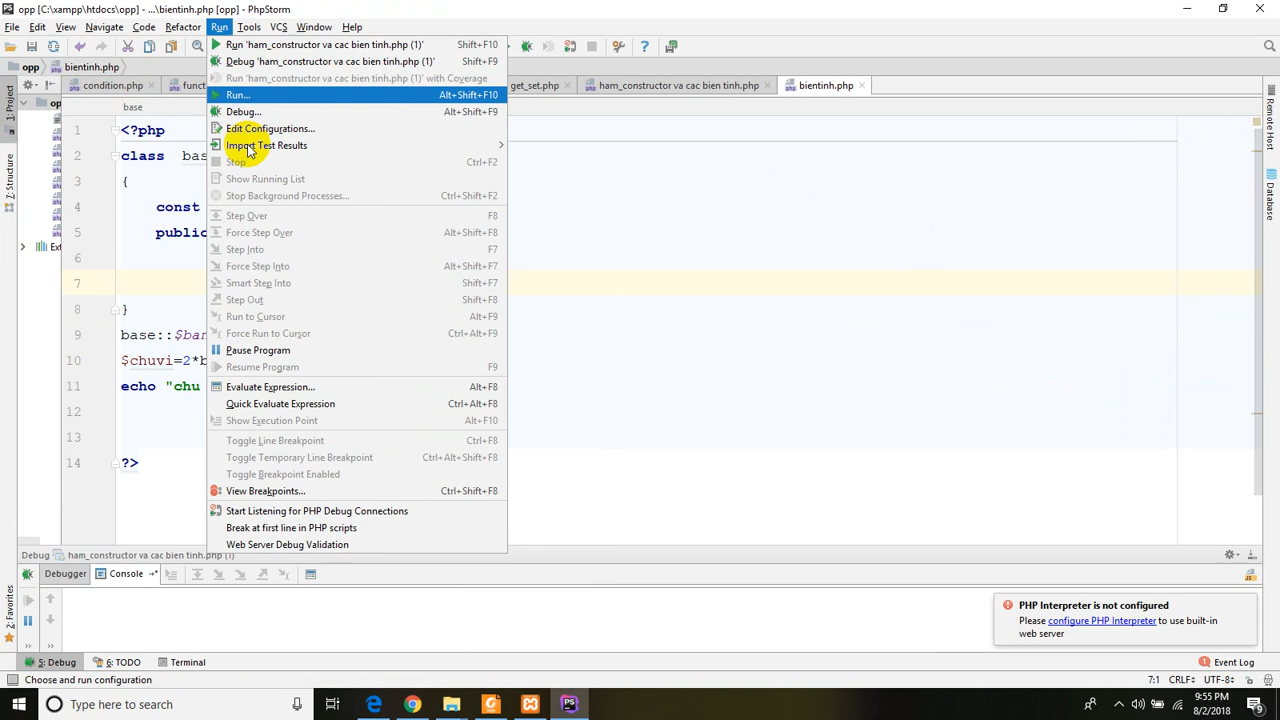 opp [C:\xampp\htdocs\opp] - ...\bientinh.php [opp] - PhpStorm
File Edit View Navigate Code Refactor Run Tools VCS Window Help
opp bientinh.php
condition.php get_set.php ham_constructor va cac bien tinh.php bientinh.php
base
Run 'ham_constructor va cac bien tinh.php (1)' Shift+F10
Debug 'ham_constructor va cac bien tinh.php (1)' Shift+F9
Run 'ham_constructor va cac bien tinh.php (1)' with Coverage
Run... Alt+Shift+F10
Debug... Alt+Shift+F9
Edit Configurations...
Import Test Results
Stop Ctrl+F2
Show Running List
Stop Background Processes... Ctrl+Shift+F2
Step Over F8
Force Step Over Alt+Shift+F8
Step Into F7
Force Step Into Alt+Shift+F7
Smart Step Into Shift+F7
Step Out Shift+F8
Run to Cursor Alt+F9
Force Run to Cursor Ctrl+Alt+F9
Pause Program
Resume Program F9
Evaluate Expression... Alt+F8
Quick Evaluate Expression Ctrl+Alt+F8
Show Execution Point Alt+F10
Toggle Line Breakpoint Ctrl+F8
Toggle Temporary Line Breakpoint Ctrl+Alt+Shift+F8
Toggle Breakpoint Enabled
View Breakpoints... Ctrl+Shift+F8
Start Listening for PHP Debug Connections
Break at first line in PHP scripts
Web Server Debug Validation
1 <?php
2 class bas
3 {
4 const
5 public
6
7
8 }
9 base::$ban
10 $chuvi=2*b
11 echo "chu
12
13
14 ?>
1: Project
Z: Structure
2: Favorites
opp
Ext
Remote Host
Database
Debug ham_constructor va cac bien tinh.php (1)
Debugger Console
PHP Interpreter is not configured
Please configure PHP Interpreter to use built-in
web server
5: Debug 6: TODO Terminal Event Log
Choose and run configuration 7:1 CRLF UTF-8
Type here to search
9:55 PM
8/2/2018